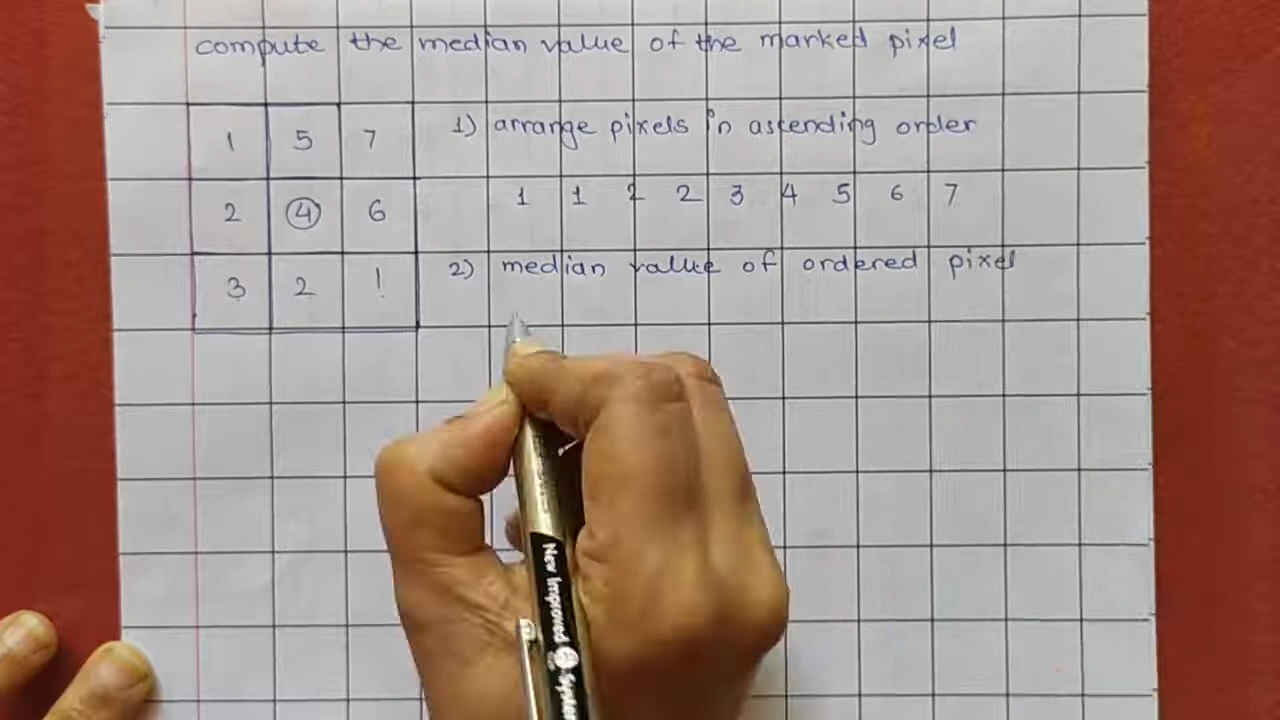 compute the median value of the marked pixel
1 5 7
1) arrange pixels in ascending order
2 4 6
1 1 2 2 3 4 5 6 7
3 2 1
2) median value of ordered pixel
New Improved